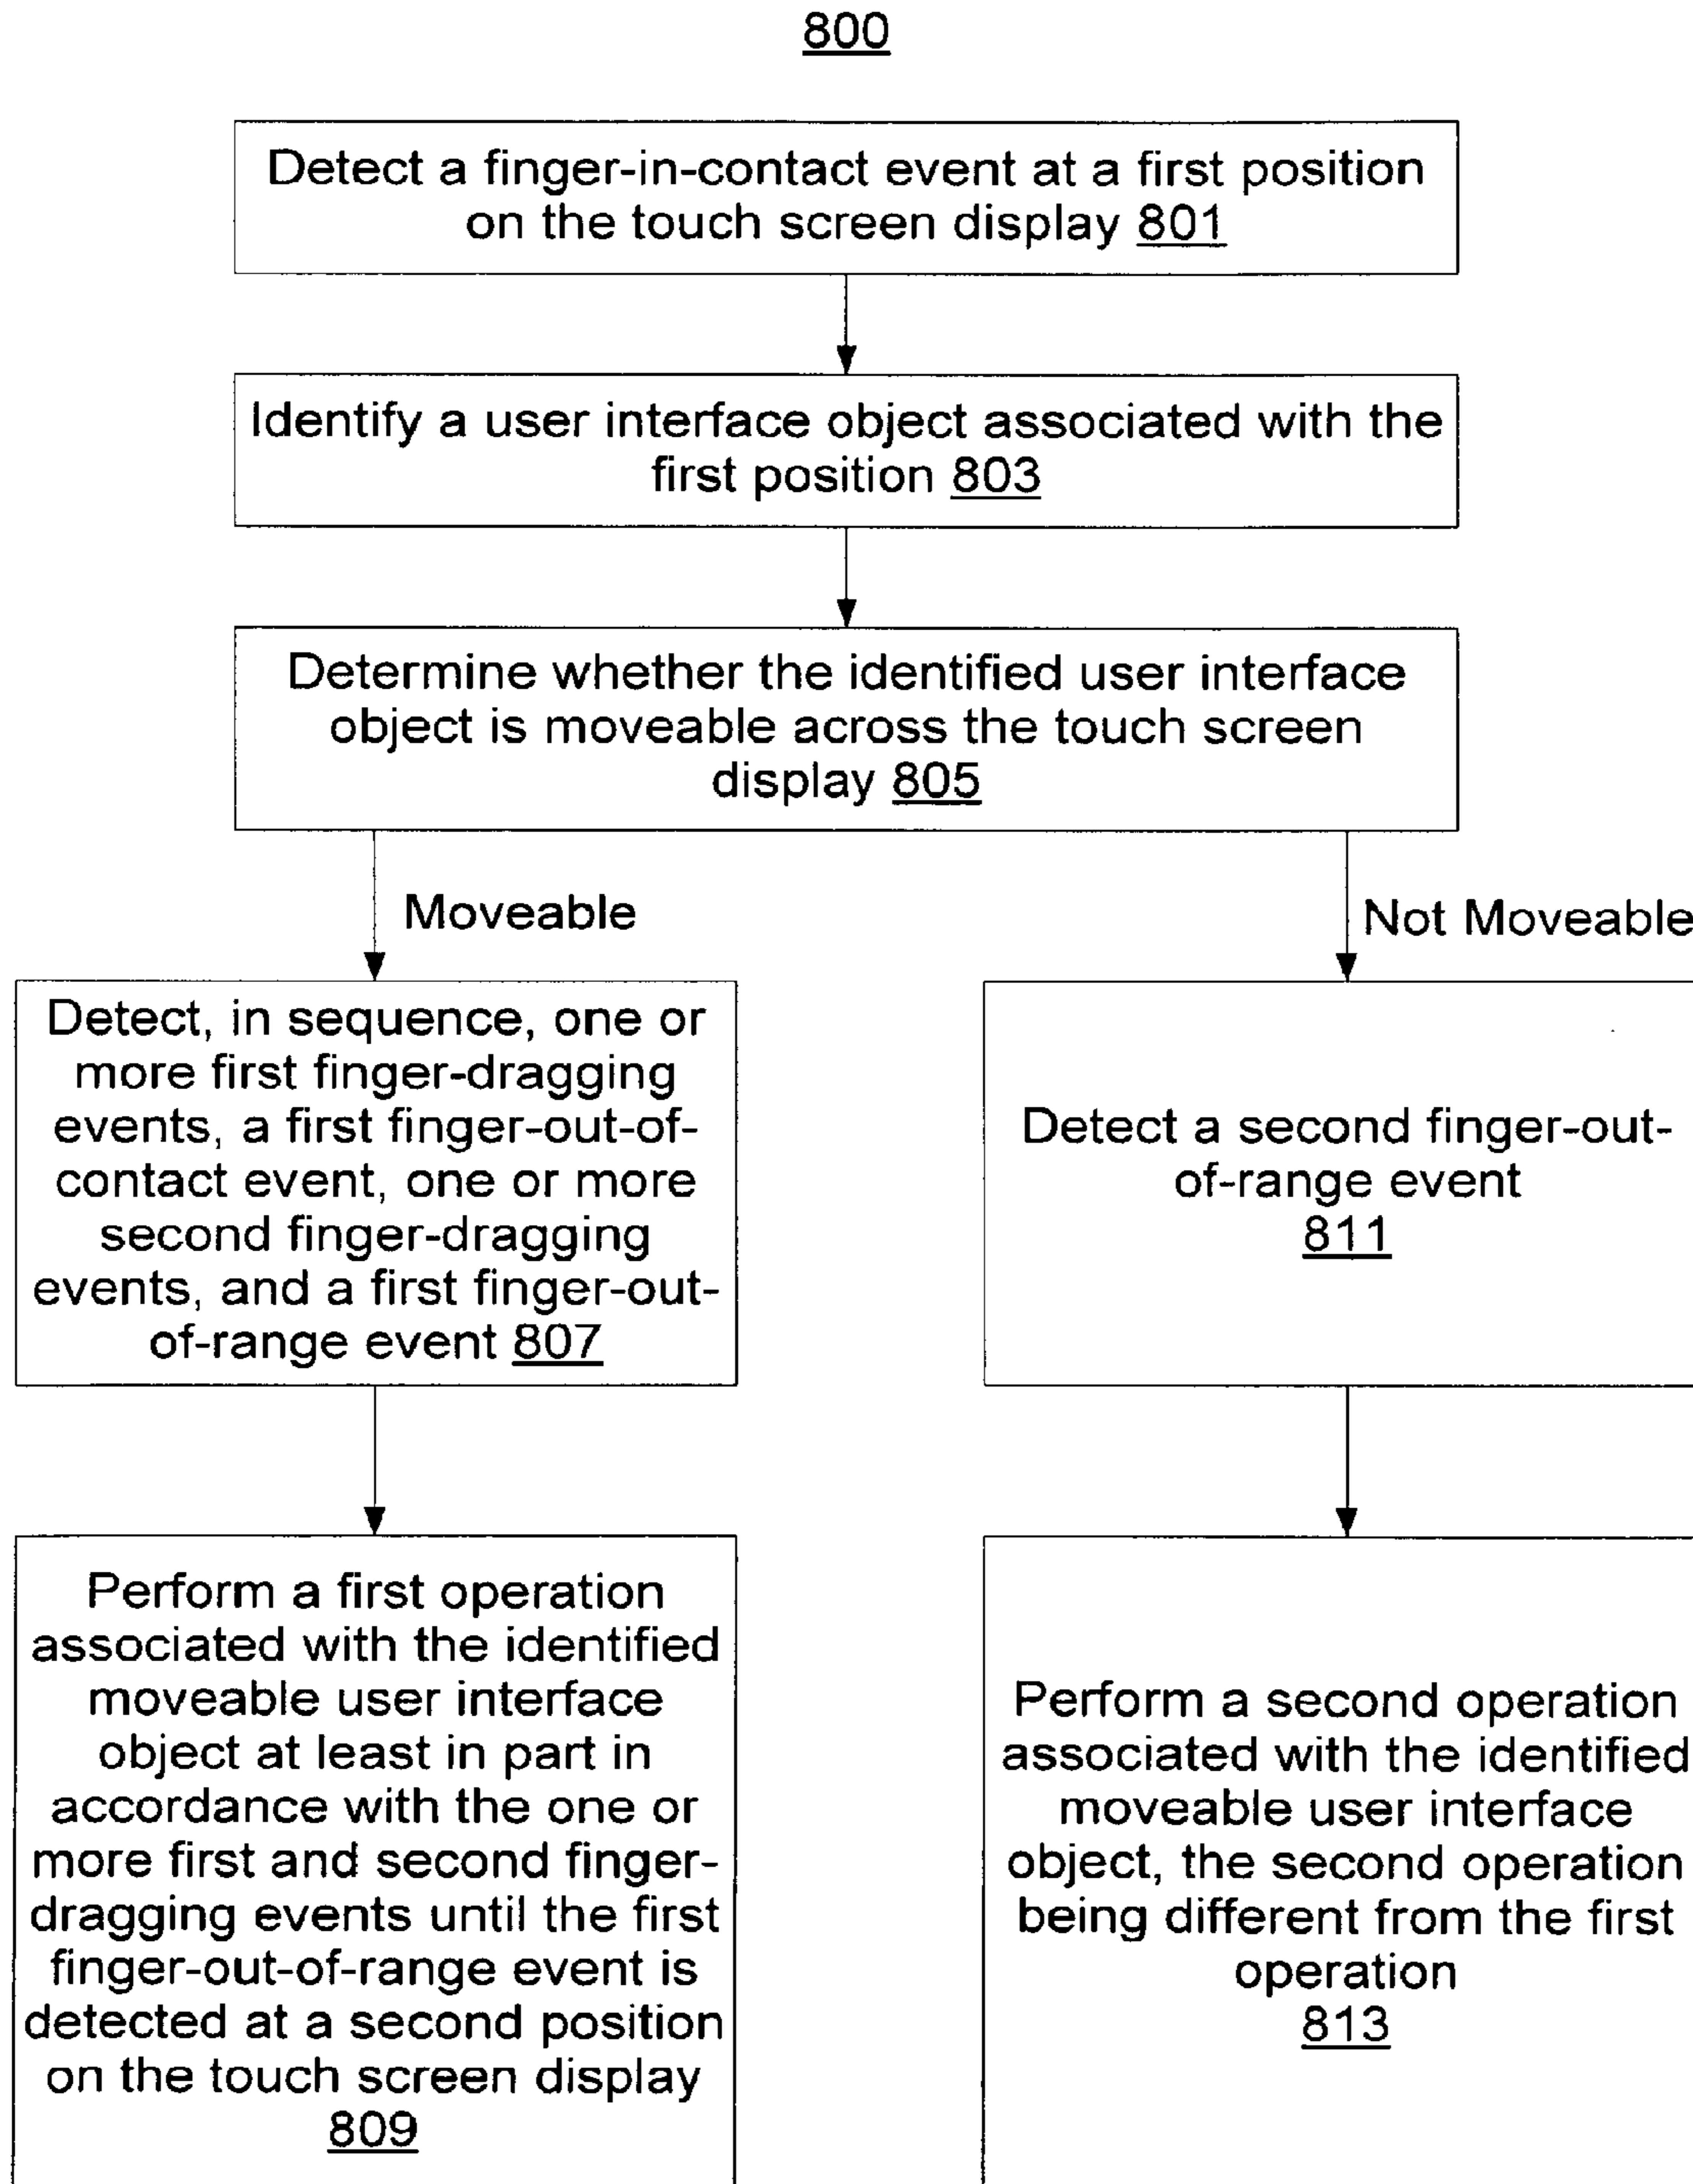 800
Detect a finger-in-contact event at a first position
on the touch screen display 801
Identify a user interface object associated with the
first position 803
Determine whether the identified user interface
object is moveable across the touch screen
display 805
Moveable
Not Moveable
Detect, in sequence, one or
more first finger-dragging
events, a first finger-out-of-
contact event, one or more
second finger-dragging
events, and a first finger-out-
of-range event 807
Detect a second finger-out-
of-range event
811
Perform a first operation
associated with the identified
moveable user interface
object at least in part in
accordance with the one or
more first and second finger-
dragging events until the first
finger-out-of-range event is
detected at a second position
on the touch screen display
809
Perform a second operation
associated with the identified
moveable user interface
object, the second operation
being different from the first
operation
813